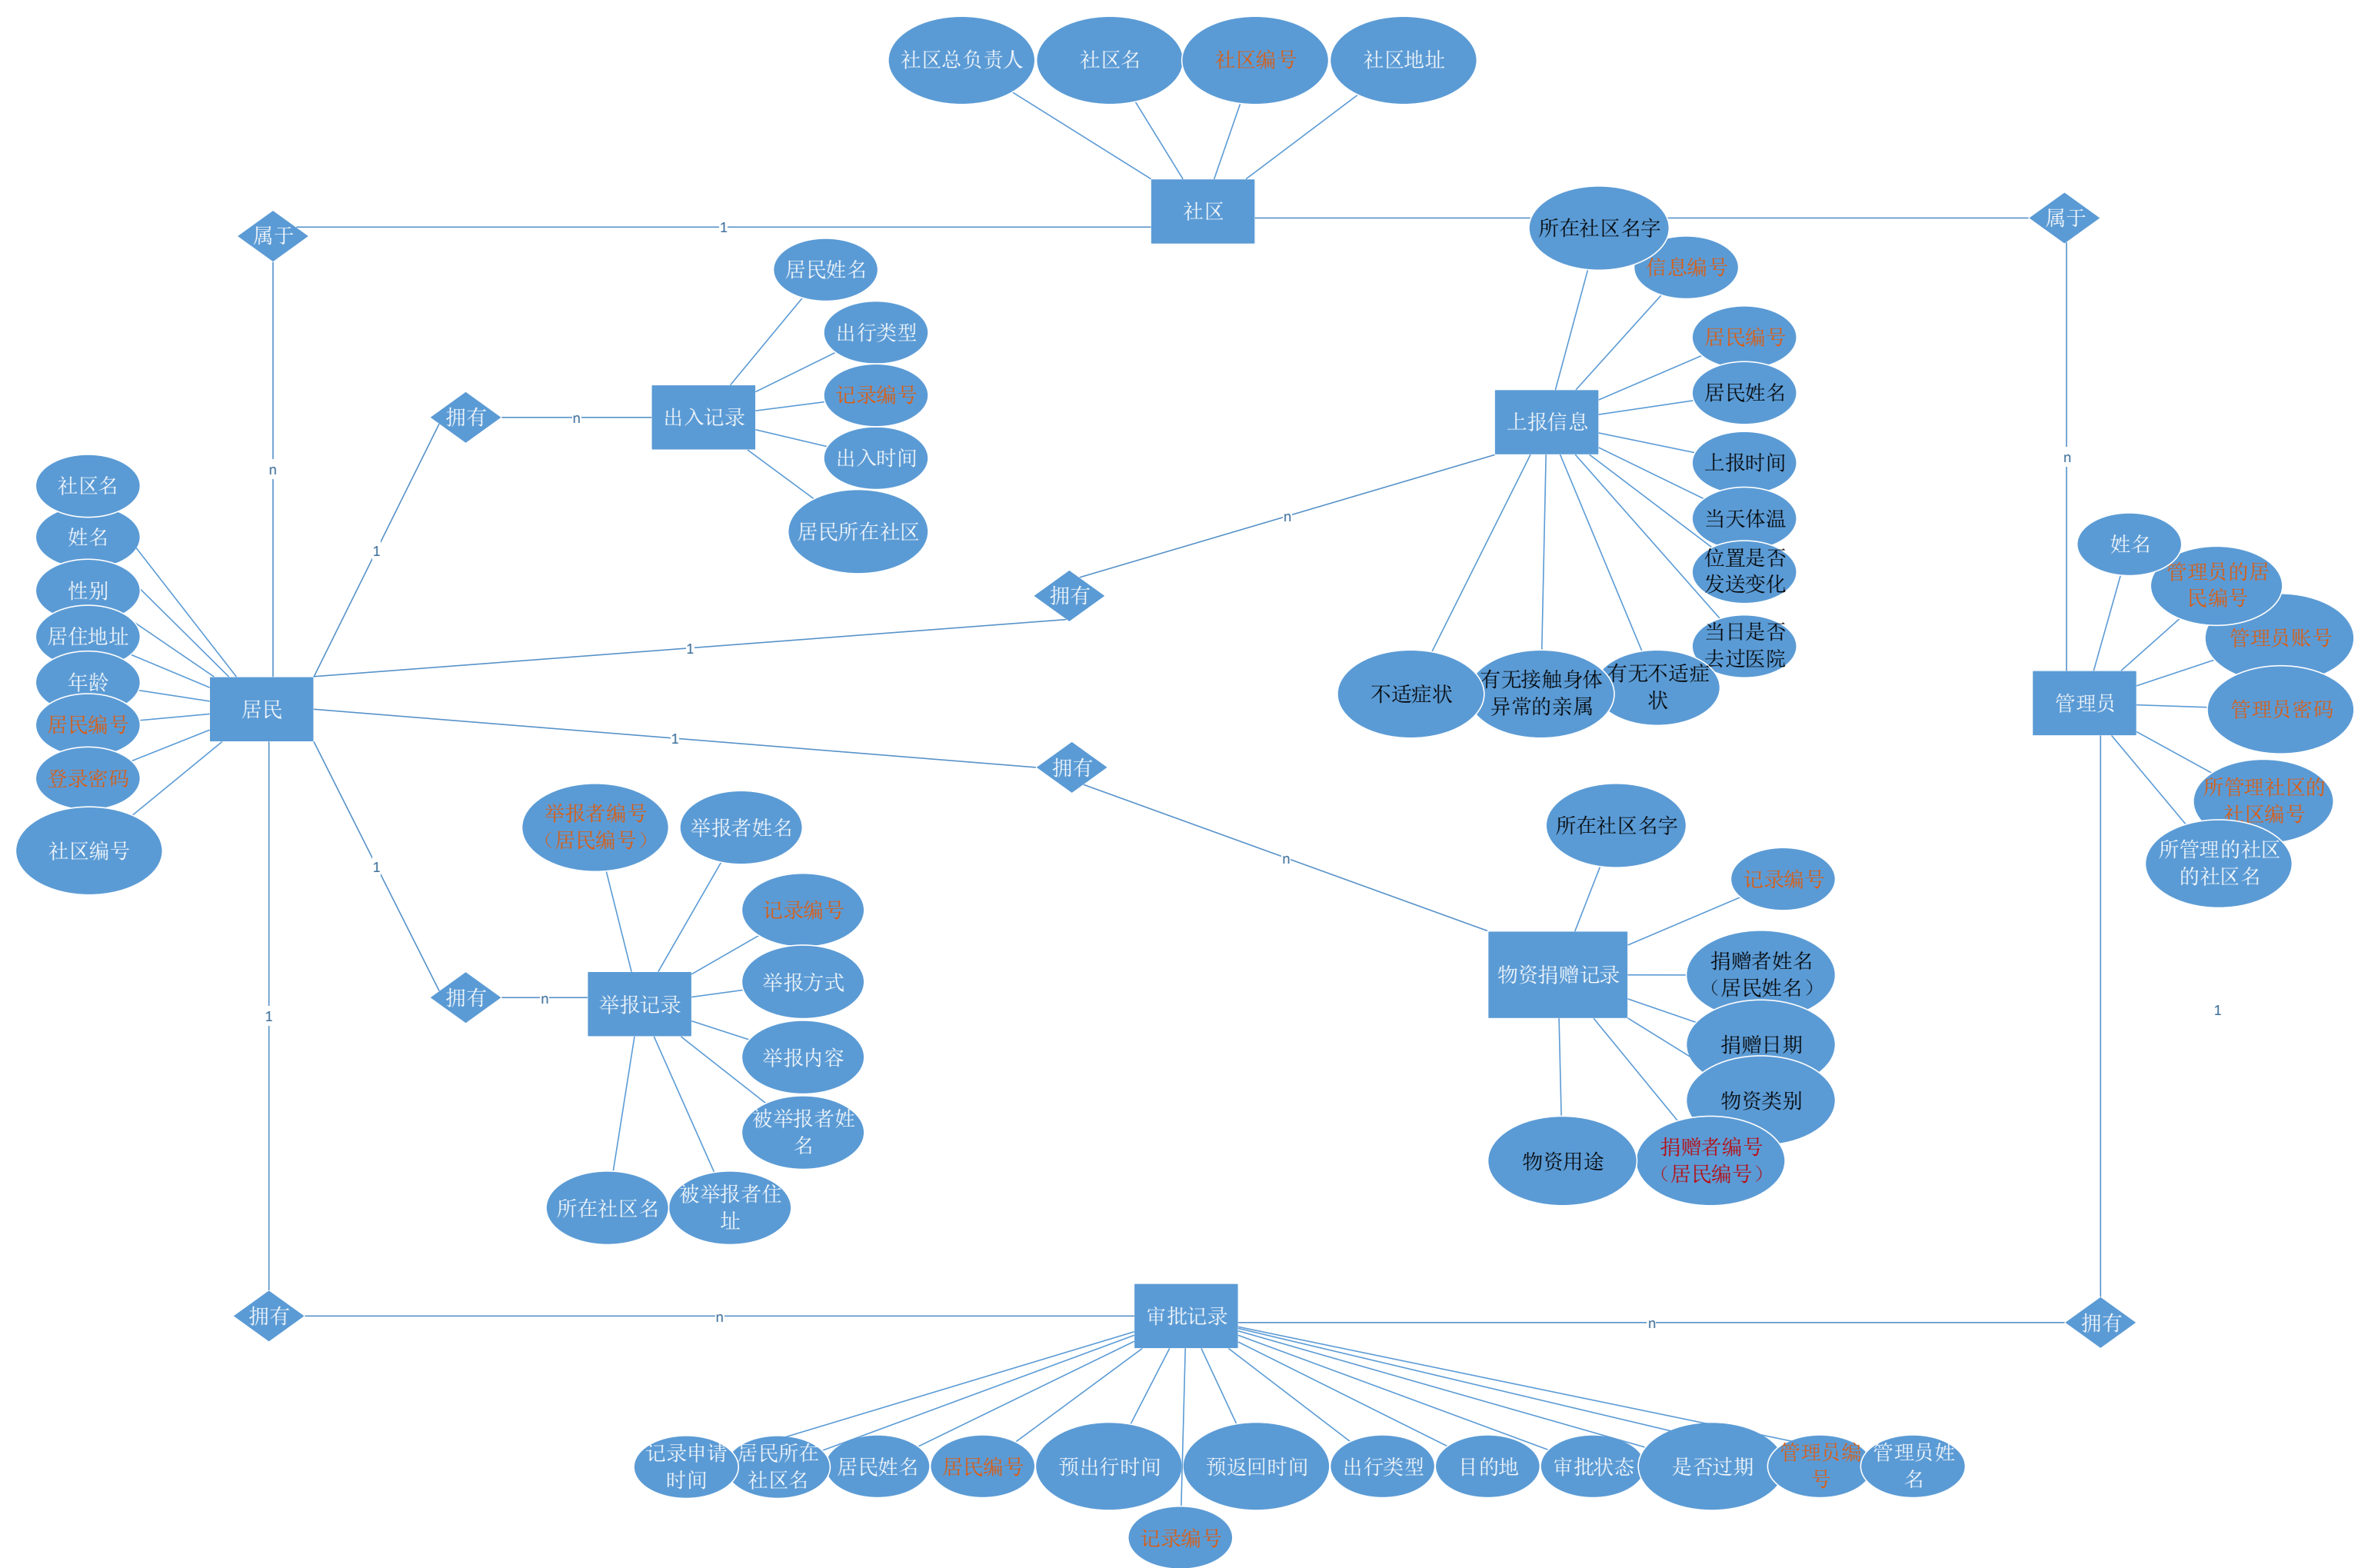 社区总负责人
社区名
社区编号
社区地址
社区
属于
1
属于
所在社区名字
信息编号
居民姓名
出行类型
记录编号
出入时间
居民所在社区
出入记录
拥有
n
1
n
居民编号
居民姓名
上报时间
当天体温
位置是否
发送变化
当日是否
去过医院
有无不适症
状
有无接触身体
异常的亲属
不适症状
上报信息
n
拥有
1
n
社区名
姓名
性别
居住地址
年龄
居民编号
登录密码
社区编号
居民
姓名
管理员的居
民编号
管理员账号
管理员密码
所管理社区的
社区编号
所管理的社区
的社区名
管理员
1
拥有
n
所在社区名字
记录编号
捐赠者姓名
（居民姓名）
捐赠日期
物资类别
捐赠者编号
（居民编号）
物资用途
物资捐赠记录
举报者编号
（居民编号）
举报者姓名
记录编号
举报方式
举报内容
被举报者姓
名
被举报者住
址
所在社区名
举报记录
1
拥有
n
1
1
拥有
n
审批记录
n
拥有
记录申请
时间
居民所在
社区名
居民姓名
居民编号
预出行时间
预返回时间
出行类型
目的地
审批状态
是否过期
管理员编
号
管理员姓
名
记录编号